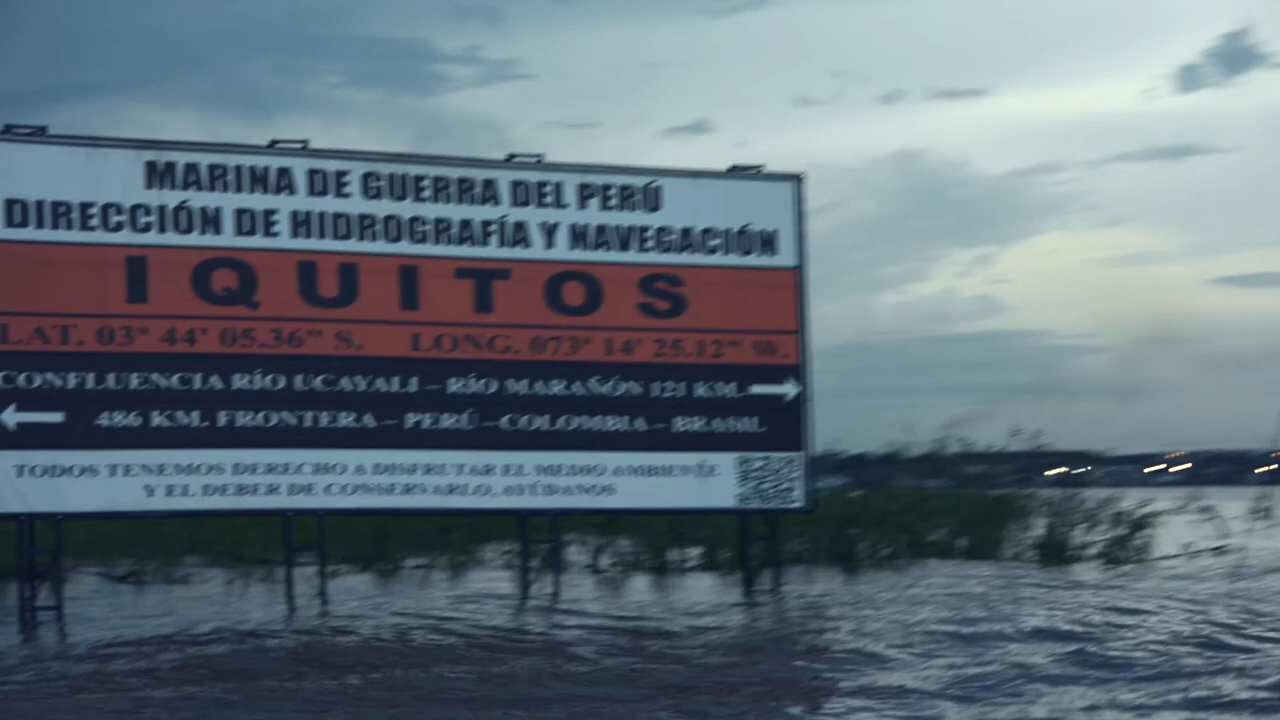 MARINA DE GUERRA DEL PERÚ
DIRECCIÓN DE HIDROGRAFÍA Y NAVEGACIÓN
IQUITOS
LAT. 03° 44' 05.36" S. LONG. 073° 14' 25.12" W.
CONFLUENCIA RÍO UCAYALI – RÍO MARAÑÓN 121 KM.
486 KM. FRONTERA – PERÚ – COLOMBIA – BRASIL
TODOS TENEMOS DERECHO A DISFRUTAR EL MEDIO AMBIENTE
Y EL DEBER DE CONSERVARLO, AYÚDANOS